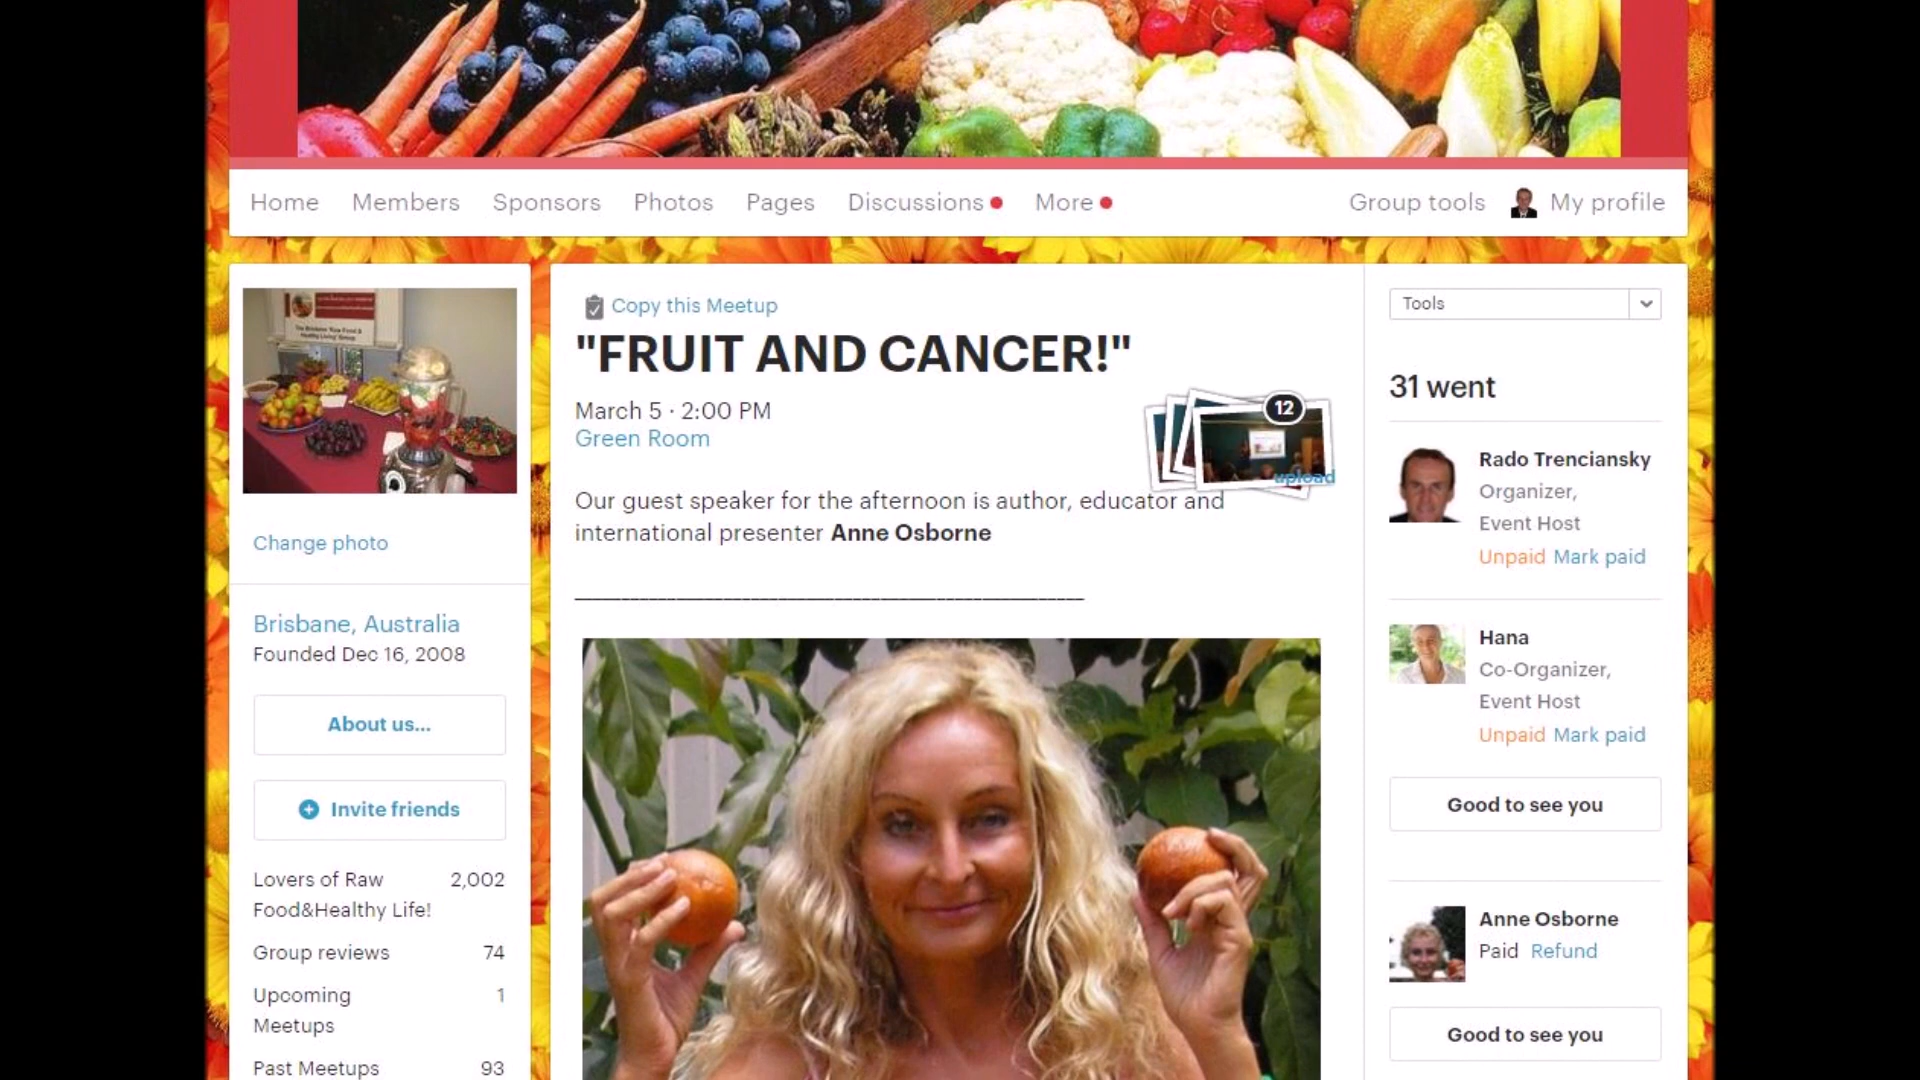 Home Members Sponsors Photos Pages Discussions More Group tools My profile
Change photo
Brisbane, Australia
Founded Dec 16, 2008
About us...
Invite friends
Lovers of Raw 2,002
Food&Healthy Life!
Group reviews 74
Upcoming 1
Meetups
Past Meetups 93
Copy this Meetup
"FRUIT AND CANCER!"
March 5 · 2:00 PM
Green Room
12
upload
Our guest speaker for the afternoon is author, educator and
international presenter Anne Osborne
Tools
31 went
Rado Trenciansky
Organizer,
Event Host
Unpaid Mark paid
Hana
Co-Organizer,
Event Host
Unpaid Mark paid
Good to see you
Anne Osborne
Paid Refund
Good to see you